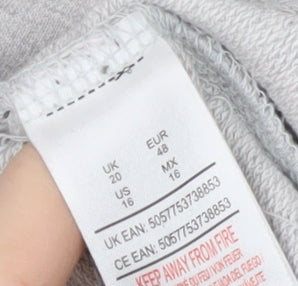 UK EUR
20 48
US MX
16 16
UK EAN: 5057753738853
CE EAN: 5057753738853
KEEP AWAY FROM FIRE